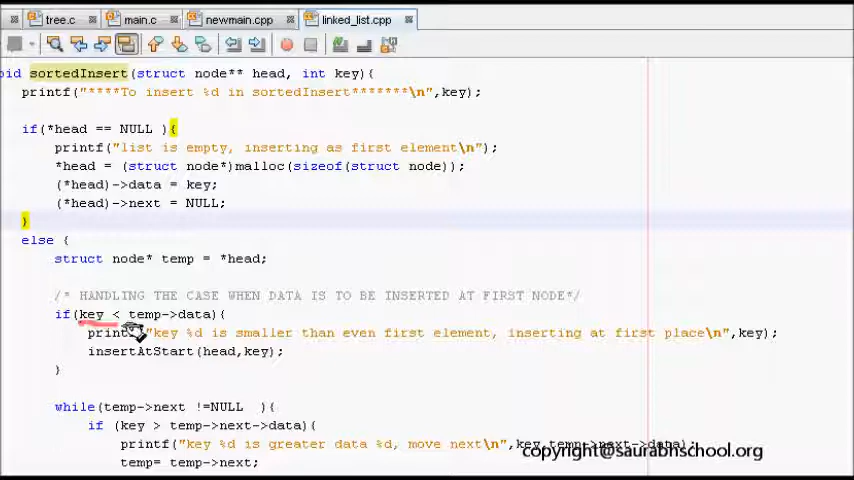 tree.c main.c newmain.cpp linked_list.cpp
oid sortedInsert(struct node** head, int key){
printf("****To insert %d in sortedInsert*******\n",key);
if(*head == NULL ){
printf("list is empty, inserting as first element\n");
*head = (struct node*)malloc(sizeof(struct node));
(*head)->data = key;
(*head)->next = NULL;
}
else {
struct node* temp = *head;
/* HANDLING THE CASE WHEN DATA IS TO BE INSERTED AT FIRST NODE*/
if(key < temp->data){
print "key %d is smaller than even first element, inserting at first place\n",key);
insertAtStart(head,key);
}
while(temp->next !=NULL ){
if (key > temp->next->data){
printf("key %d is greater data %d, move next\n",key,temp->next->data);
temp= temp->next;
copyright@saurabhschool.org